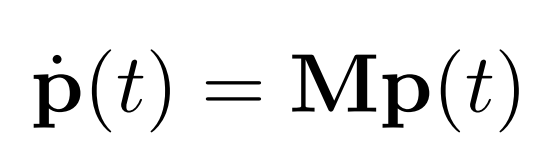 ṗ(t) = Mp(t)